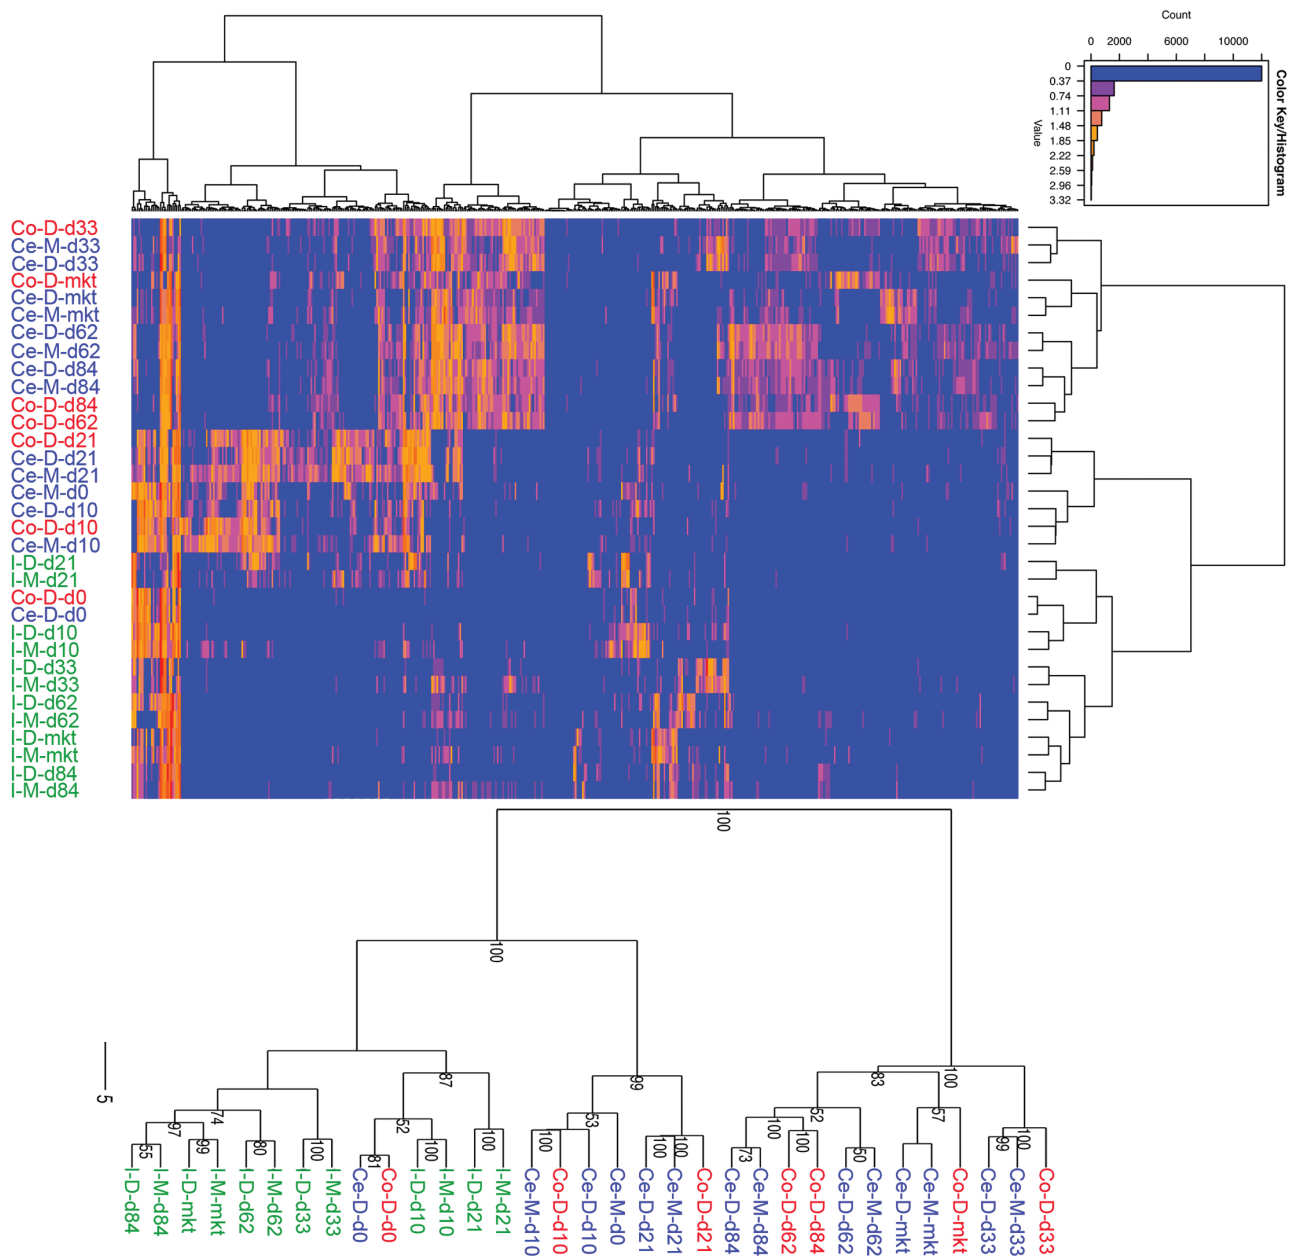 Count
0 2000 6000 10000
Color Key/Histogram
Value
0
0.37
0.74
1.11
1.48
1.85
2.22
2.59
2.96
3.32
Co-D-d33
Ce-M-d33
Ce-D-d33
Co-D-mkt
Ce-D-mkt
Ce-M-mkt
Ce-D-d62
Ce-M-d62
Ce-D-d84
Ce-M-d84
Co-D-d84
Co-D-d62
Co-D-d21
Ce-D-d21
Ce-M-d21
Ce-M-d0
Ce-D-d10
Co-D-d10
Ce-M-d10
I-D-d21
I-M-d21
Co-D-d0
Ce-D-d0
I-D-d10
I-M-d10
I-D-d33
I-M-d33
I-D-d62
I-M-d62
I-D-mkt
I-M-mkt
I-D-d84
I-M-d84
100
100
100
87
99
83
5
74
52
53
52
57
97
55
99
80
100
81
100
100
100
100
100
73
100
100
50
99
100
I-D-d84
I-M-d84
I-D-mkt
I-M-mkt
I-D-d62
I-M-d62
I-D-d33
I-M-d33
Ce-D-d0
Co-D-d0
I-D-d10
I-M-d10
I-D-d21
I-M-d21
Ce-M-d10
Co-D-d10
Ce-D-d10
Ce-M-d0
Ce-D-d21
Ce-M-d21
Co-D-d21
Ce-D-d84
Ce-M-d84
Co-D-d62
Co-D-d84
Ce-D-d62
Ce-M-d62
Ce-D-mkt
Ce-M-mkt
Co-D-mkt
Ce-D-d33
Ce-M-d33
Co-D-d33